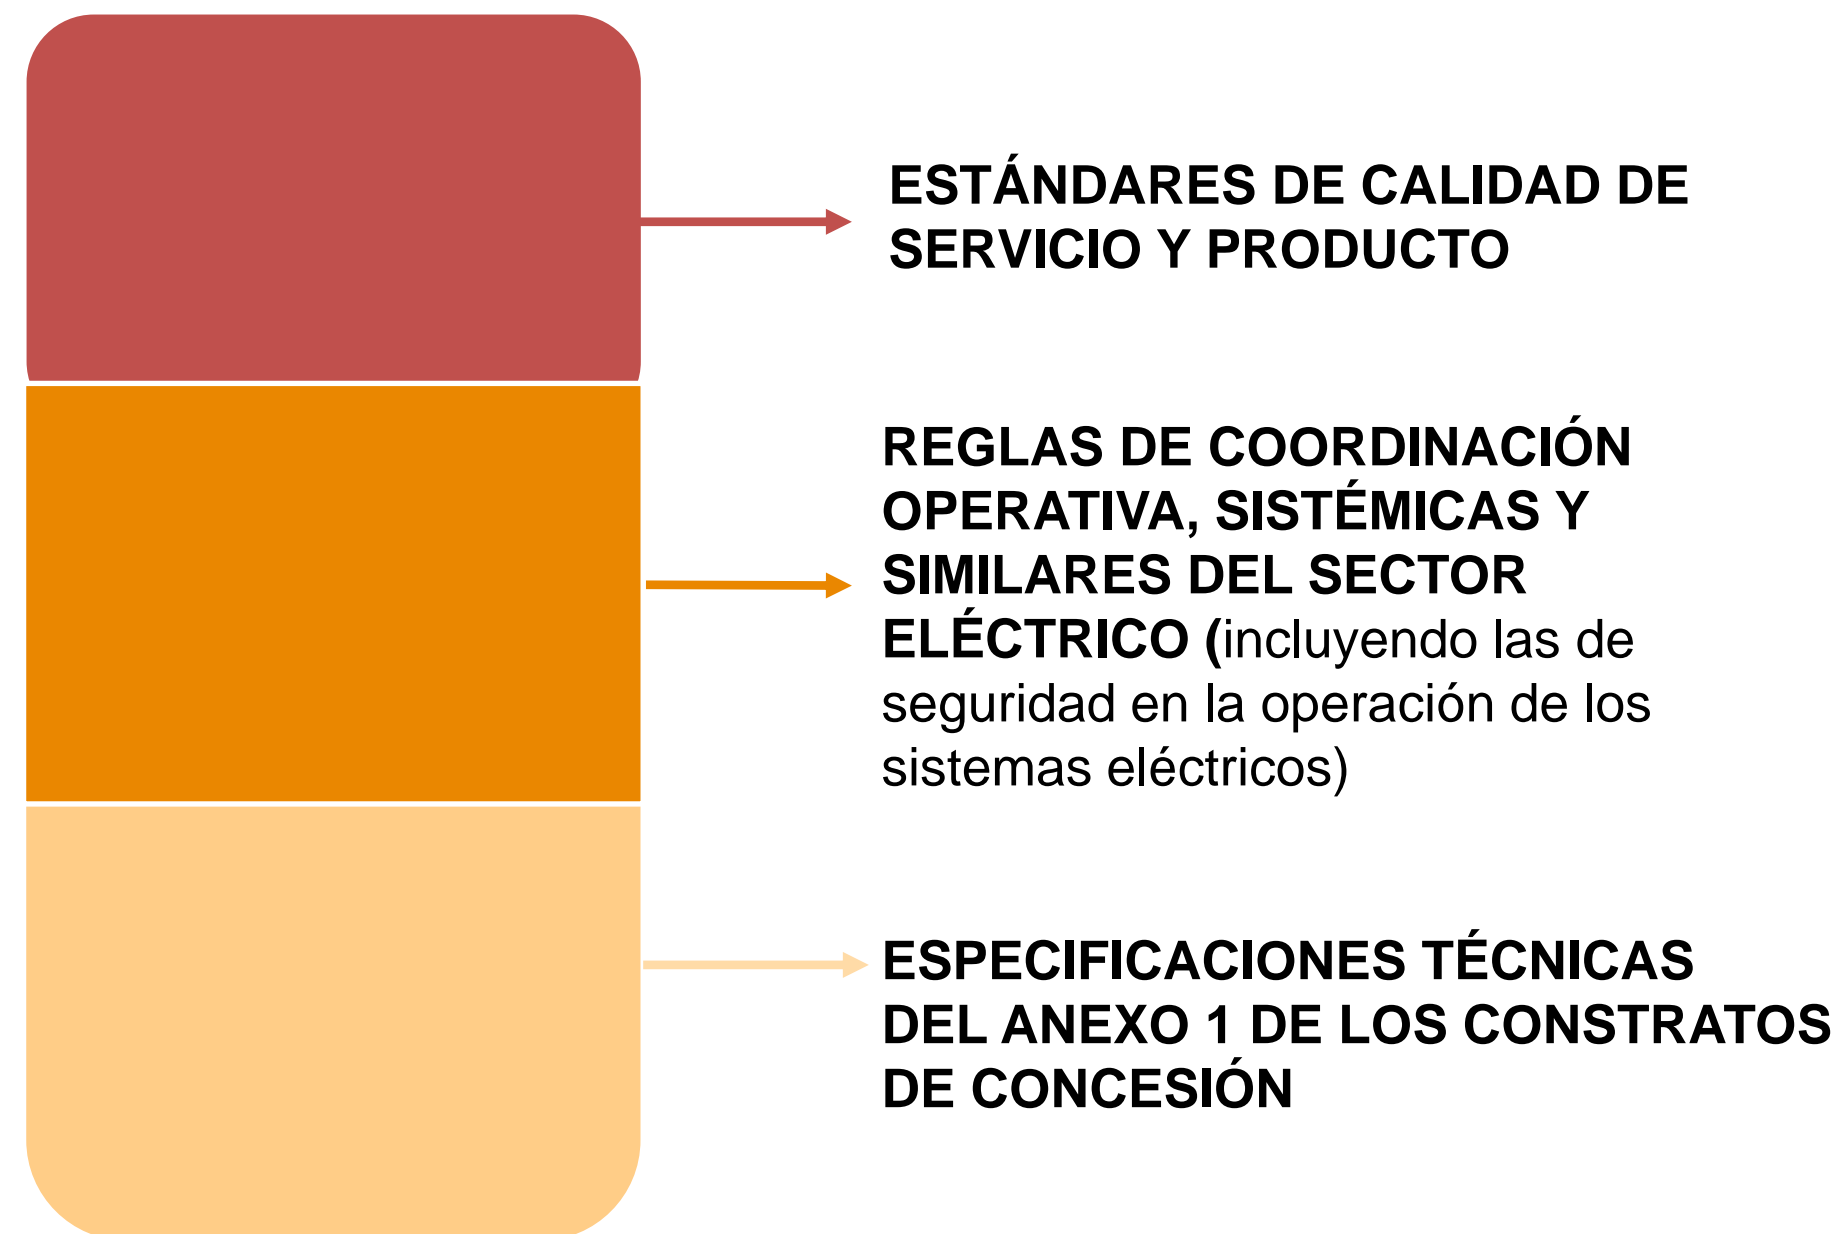 ESTÁNDARES DE CALIDAD DE
SERVICIO Y PRODUCTO
REGLAS DE COORDINACIÓN
OPERATIVA, SISTÉMICAS Y
SIMILARES DEL SECTOR
ELÉCTRICO (incluyendo las de
seguridad en la operación de los
sistemas eléctricos)
ESPECIFICACIONES TÉCNICAS
DEL ANEXO 1 DE LOS CONSTRATOS
DE CONCESIÓN